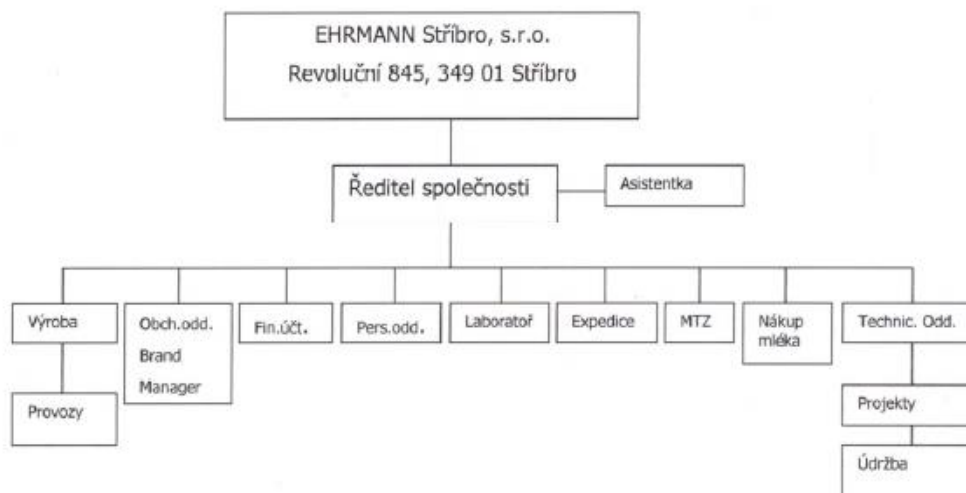 EHRMANN Stříbro, s.r.o.
Revoluční 845, 349 01 Stříbro
Ředitel společnosti
Asistentka
Výroba
Obch.odd.
Brand
Manager
Fin.účt.
Pers.odd.
Laboratoř
Expedice
MTZ
Nákup
mléka
Technic. Odd.
Provozy
Projekty
Údržba